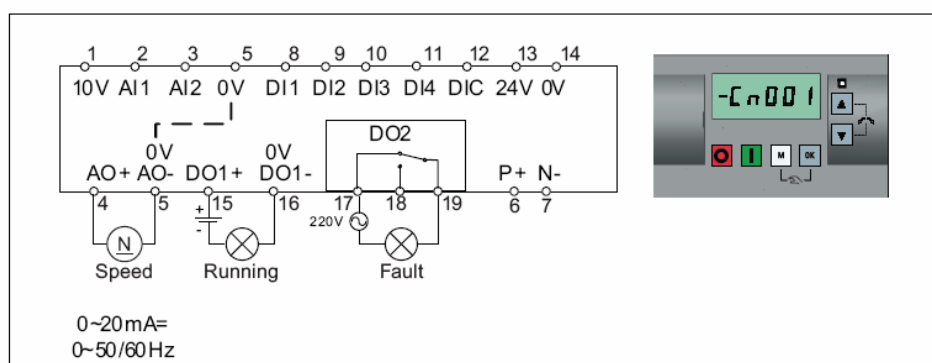 1 2 3 5 8 9 10 11 12 13 14
10V AI1 AI2 0V DI1 DI2 DI3 DI4 DIC 24V 0V
-Cn001
DO2
0V 0V
AO+ AO- DO1+ DO1- P+ N-
M OK
4 5 15 16 17 18 19 6 7
+
-
220V
N
Speed Running Fault
0~20mA=
0~50/60Hz